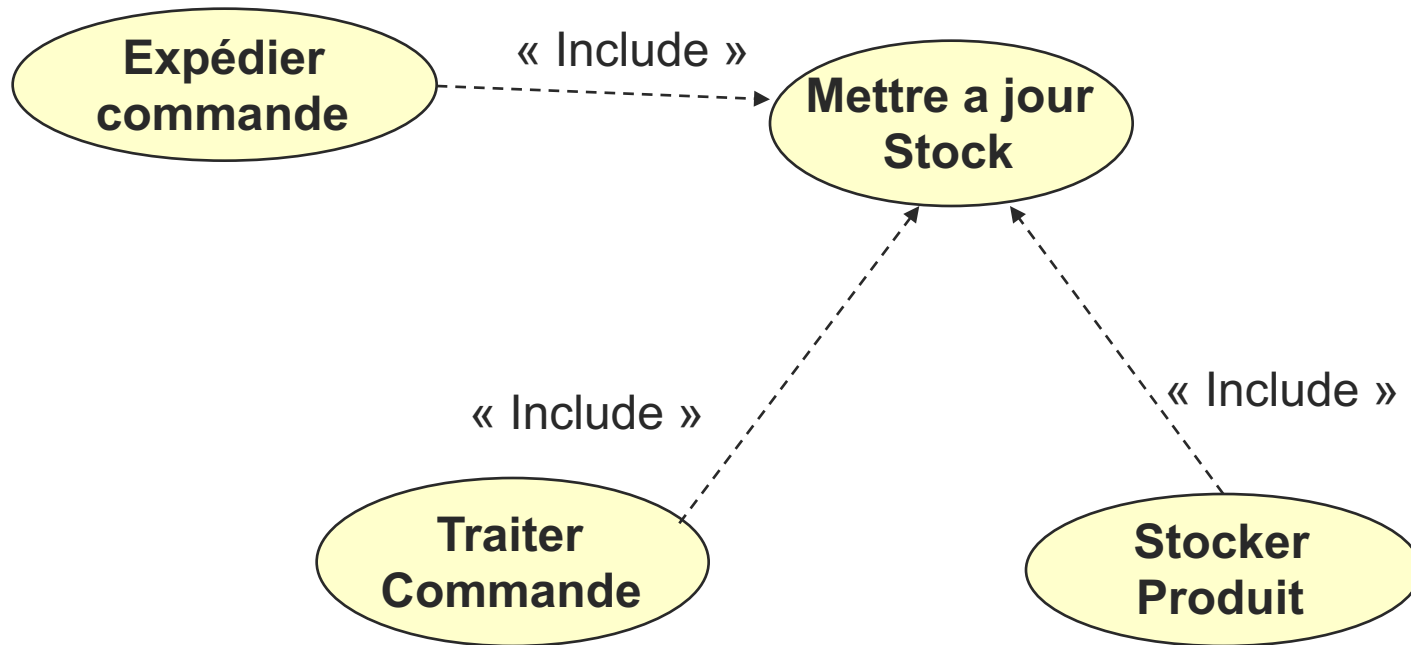 Expédier
commande
« Include »
Mettre a jour
Stock
« Include »
« Include »
Traiter
Commande
Stocker
Produit